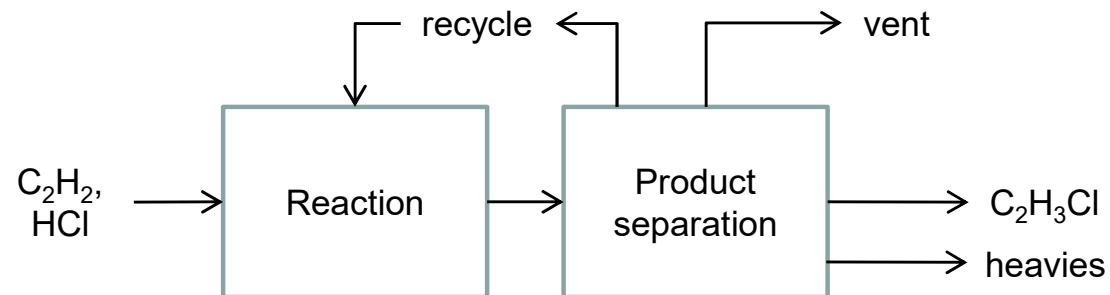 recycle
vent
C₂H₂,
HCl
Reaction
Product
separation
C₂H₃Cl
heavies